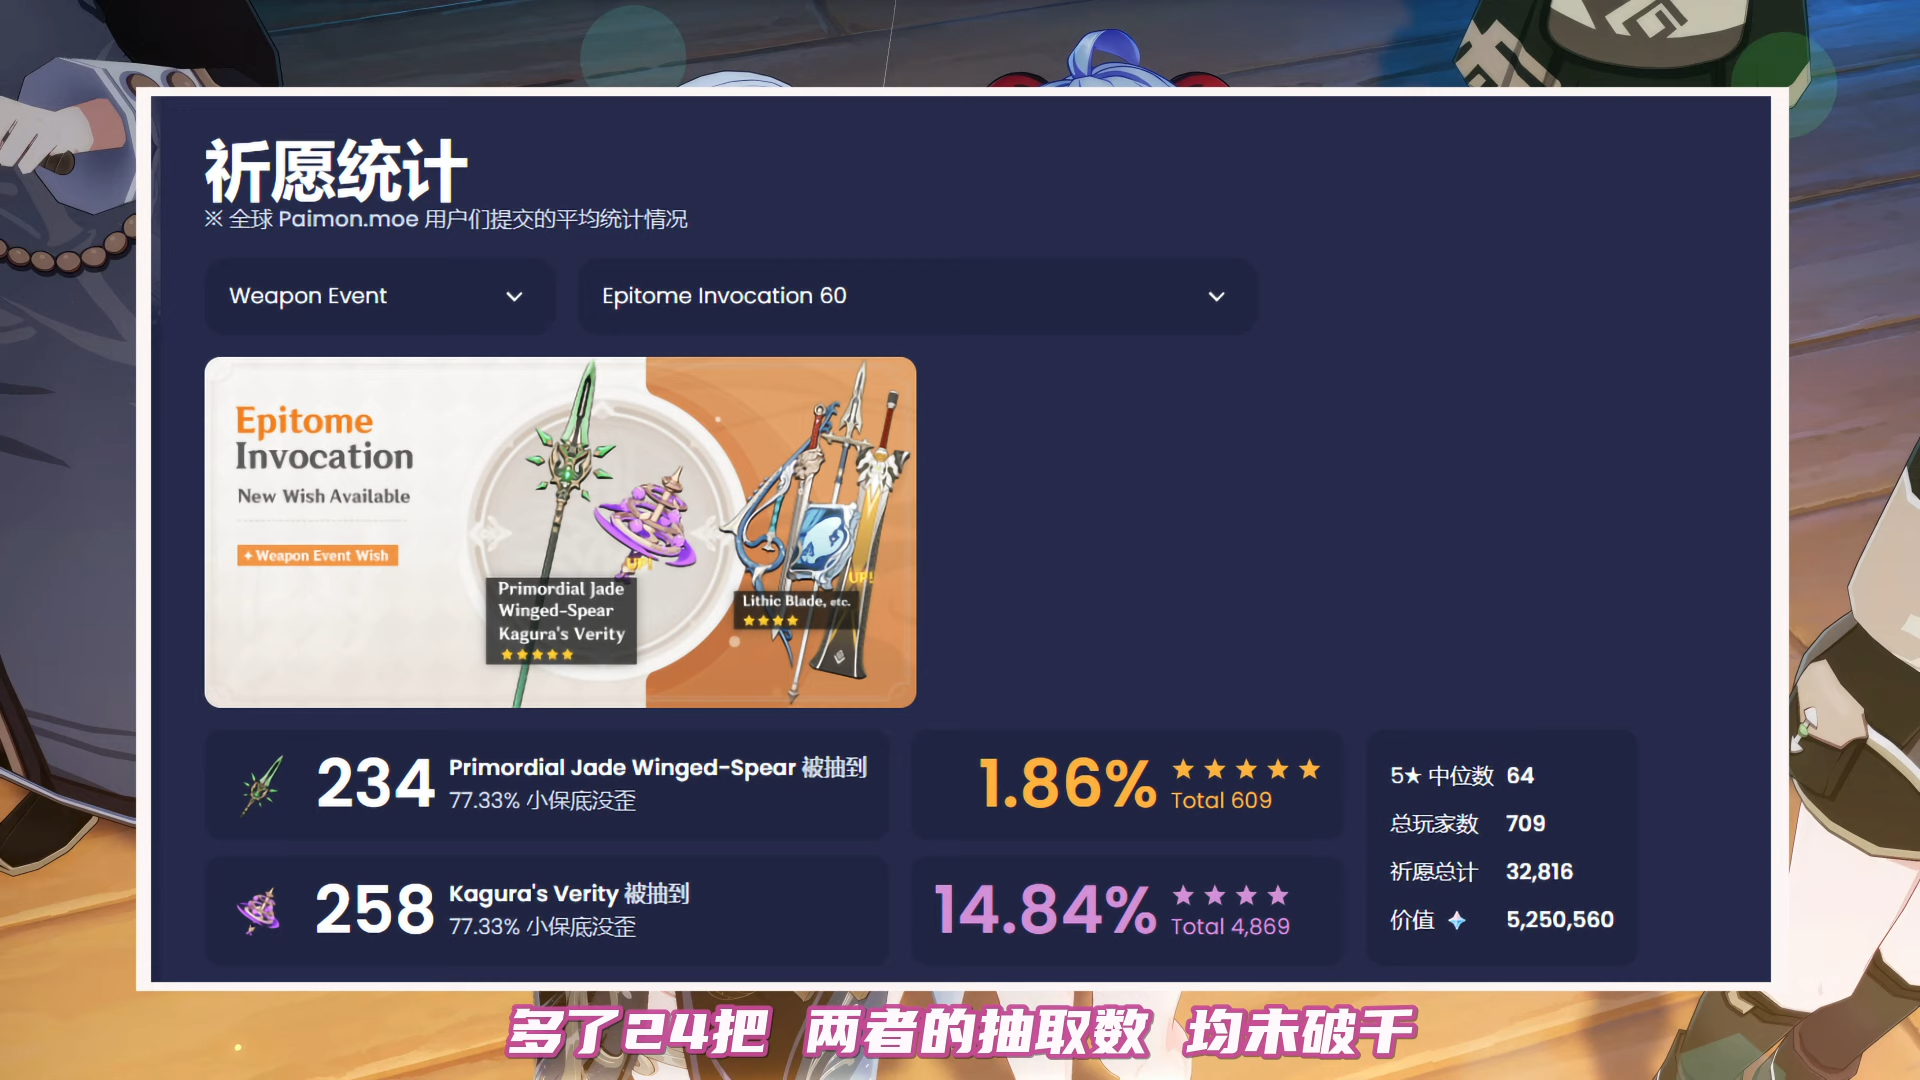 祈愿统计
※ 全球 Paimon.moe 用户们提交的平均统计情况
Weapon Event
Epitome Invocation 60
Epitome
Invocation
New Wish Available
Weapon Event Wish
UP!
Primordial Jade
Winged-Spear
Kagura's Verity
★★★★★
UP!
Lithic Blade, etc.
★★★★
234 Primordial Jade Winged-Spear 被抽到
77.33% 小保底没歪
1.86% ★★★★★
Total 609
258 Kagura's Verity 被抽到
77.33% 小保底没歪
14.84% ★★★★
Total 4,869
5★ 中位数 64
总玩家数 709
祈愿总计 32,816
价值 5,250,560
多了24把 两者的抽取数 均未破千